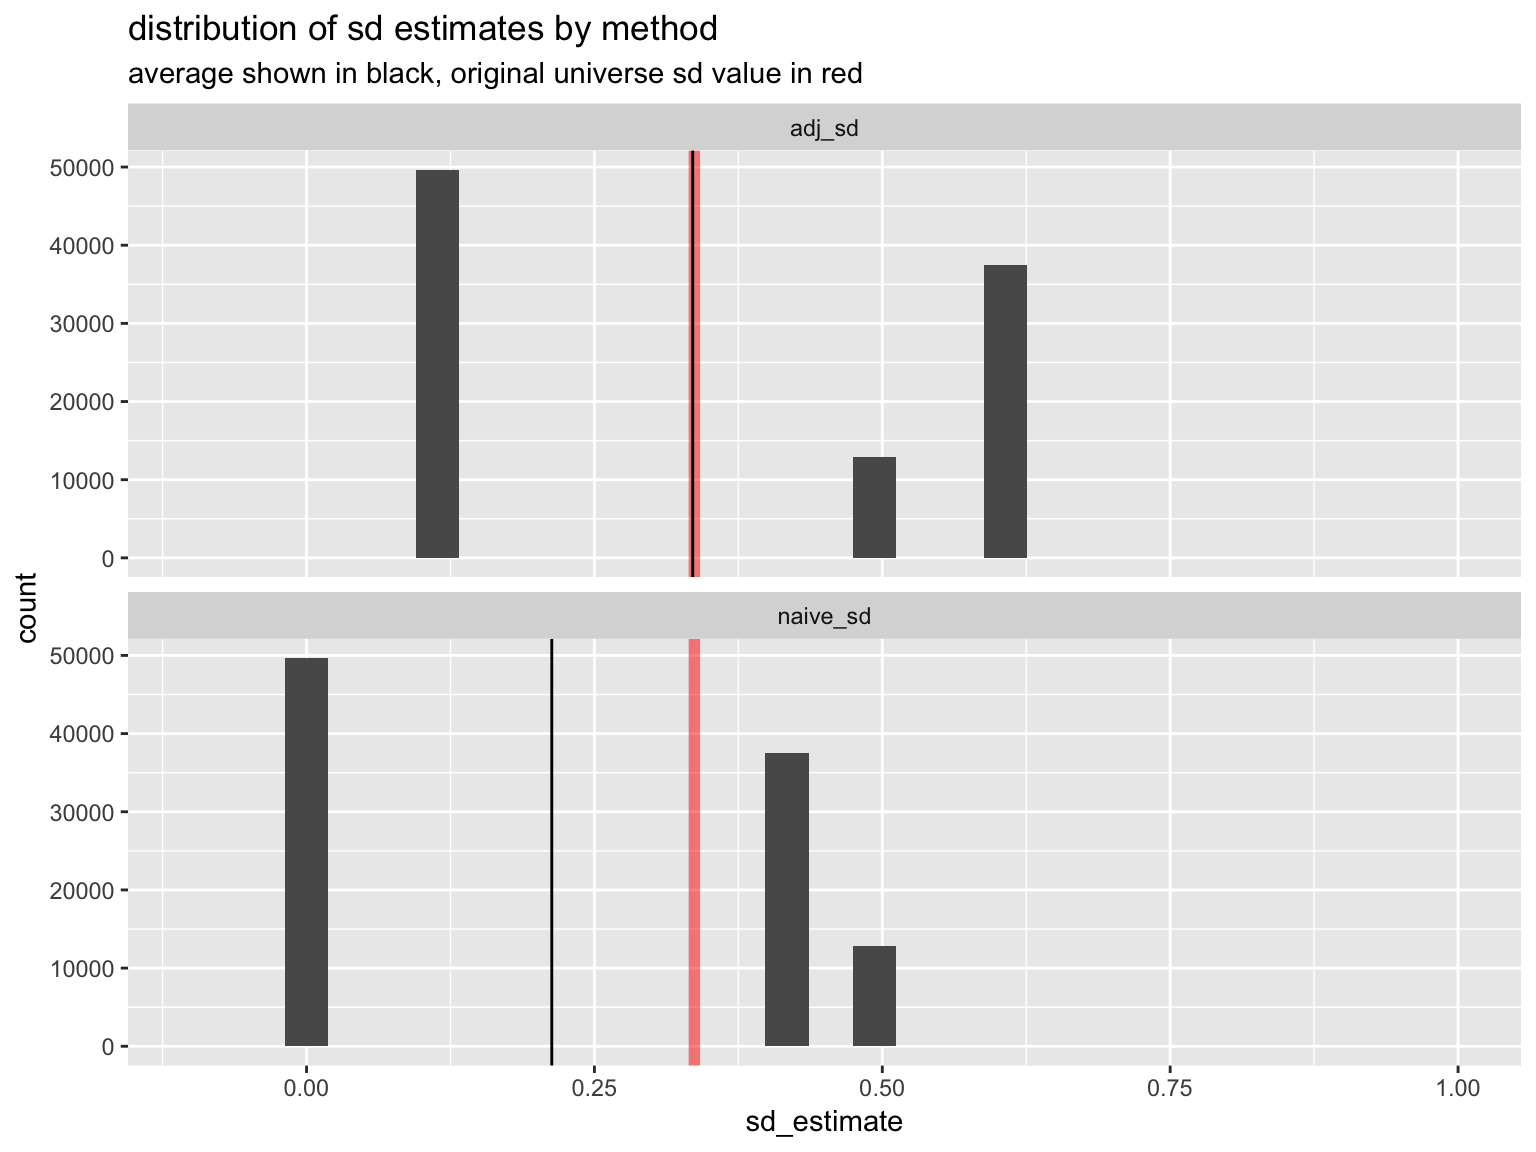 distribution of sd estimates by method
average shown in black, original universe sd value in red
adj_sd
50000
40000
30000
20000
10000
0
count
naive_sd
50000
40000
30000
20000
10000
0
0.00 0.25 0.50 0.75 1.00
sd_estimate